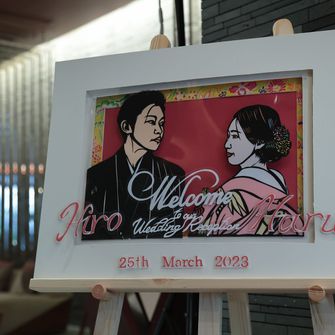 Welcome
to our
Wedding Reception
Hiro
Haru
25th March 2023